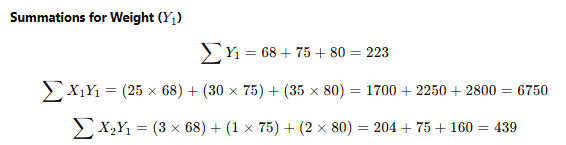 Summations for Weight (Y₁)
∑ Y₁ = 68 + 75 + 80 = 223
∑ X₁Y₁ = (25 × 68) + (30 × 75) + (35 × 80) = 1700 + 2250 + 2800 = 6750
∑ X₂Y₁ = (3 × 68) + (1 × 75) + (2 × 80) = 204 + 75 + 160 = 439